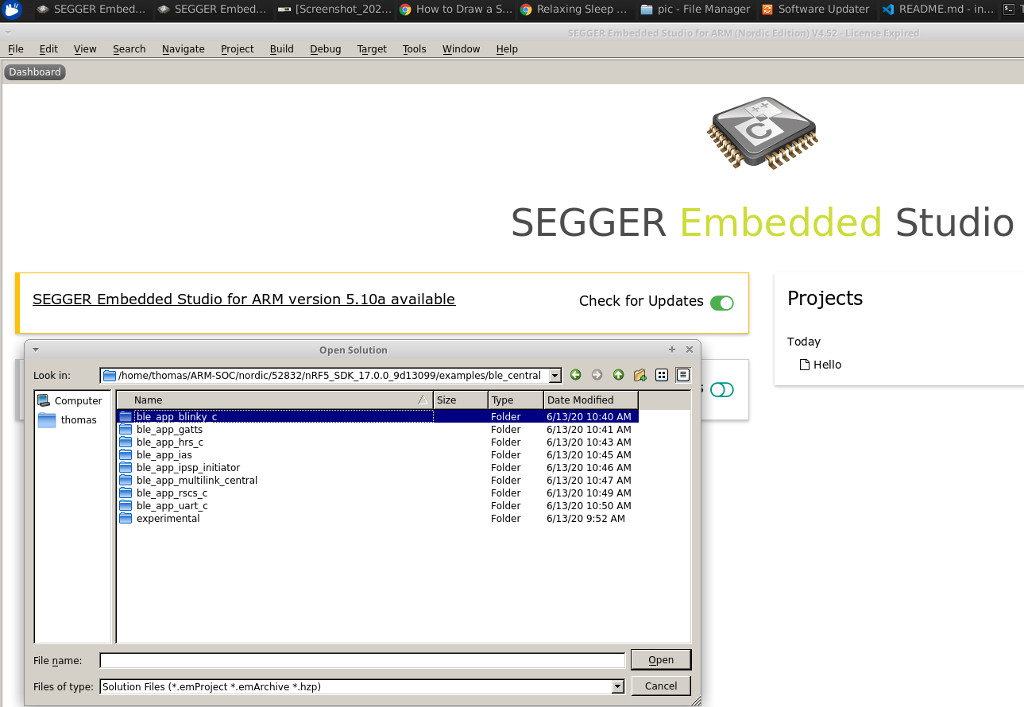 SEGGER Embed... SEGGER Embed... [Screenshot_202... How to Draw a S... Relaxing Sleep ... pic - File Manager Software Updater README.md - in...
SEGGER Embedded Studio for ARM (Nordic Edition) V4.52 - License Expired
File Edit View Search Navigate Project Build Debug Target Tools Window Help
Dashboard
C
SEGGER Embedded Studio
SEGGER Embedded Studio for ARM version 5.10a available Check for Updates
Projects
Today
Hello
Open Solution
Look in: /home/thomas/ARM-SOC/nordic/52832/nRF5_SDK_17.0.0_9d13099/examples/ble_central
Computer
thomas
Name Size Type Date Modified
ble_app_blinky_c Folder 6/13/20 10:40 AM
ble_app_gatts Folder 6/13/20 10:41 AM
ble_app_hrs_c Folder 6/13/20 10:43 AM
ble_app_ias Folder 6/13/20 10:45 AM
ble_app_ipsp_initiator Folder 6/13/20 10:46 AM
ble_app_multilink_central Folder 6/13/20 10:47 AM
ble_app_rscs_c Folder 6/13/20 10:49 AM
ble_app_uart_c Folder 6/13/20 10:50 AM
experimental Folder 6/13/20 9:52 AM
File name: Open
Files of type: Solution Files (*.emProject *.emArchive *.hzp) Cancel